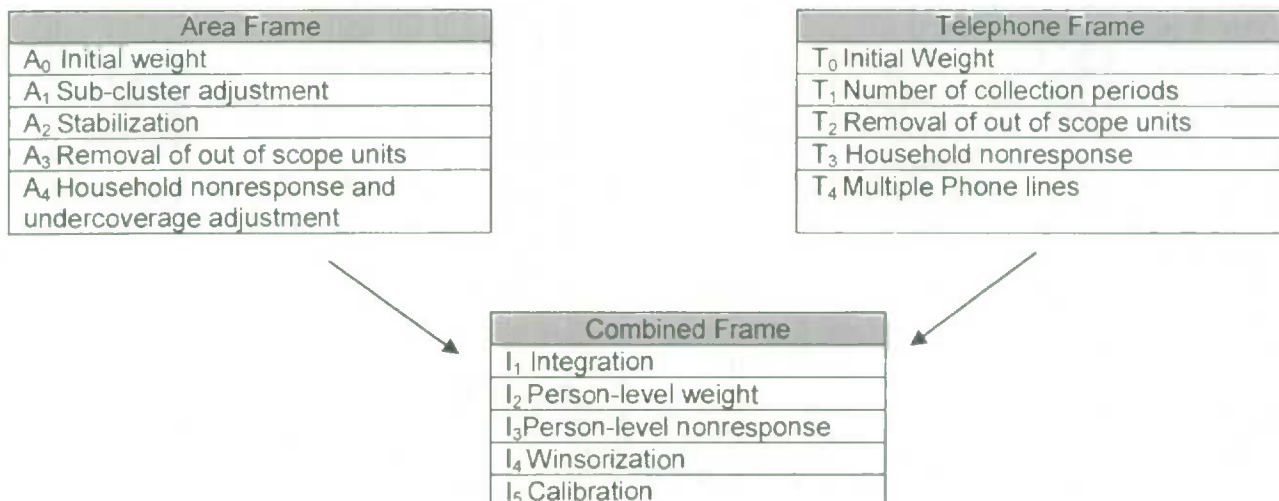 Area Frame
A₀ Initial weight
A₁ Sub-cluster adjustment
A₂ Stabilization
A₃ Removal of out of scope units
A₄ Household nonresponse and
undercoverage adjustment
Telephone Frame
T₀ Initial Weight
T₁ Number of collection periods
T₂ Removal of out of scope units
T₃ Household nonresponse
T₄ Multiple Phone lines
Combined Frame
I₁ Integration
I₂ Person-level weight
I₃Person-level nonresponse
I₄ Winsorization
I₅ Calibration